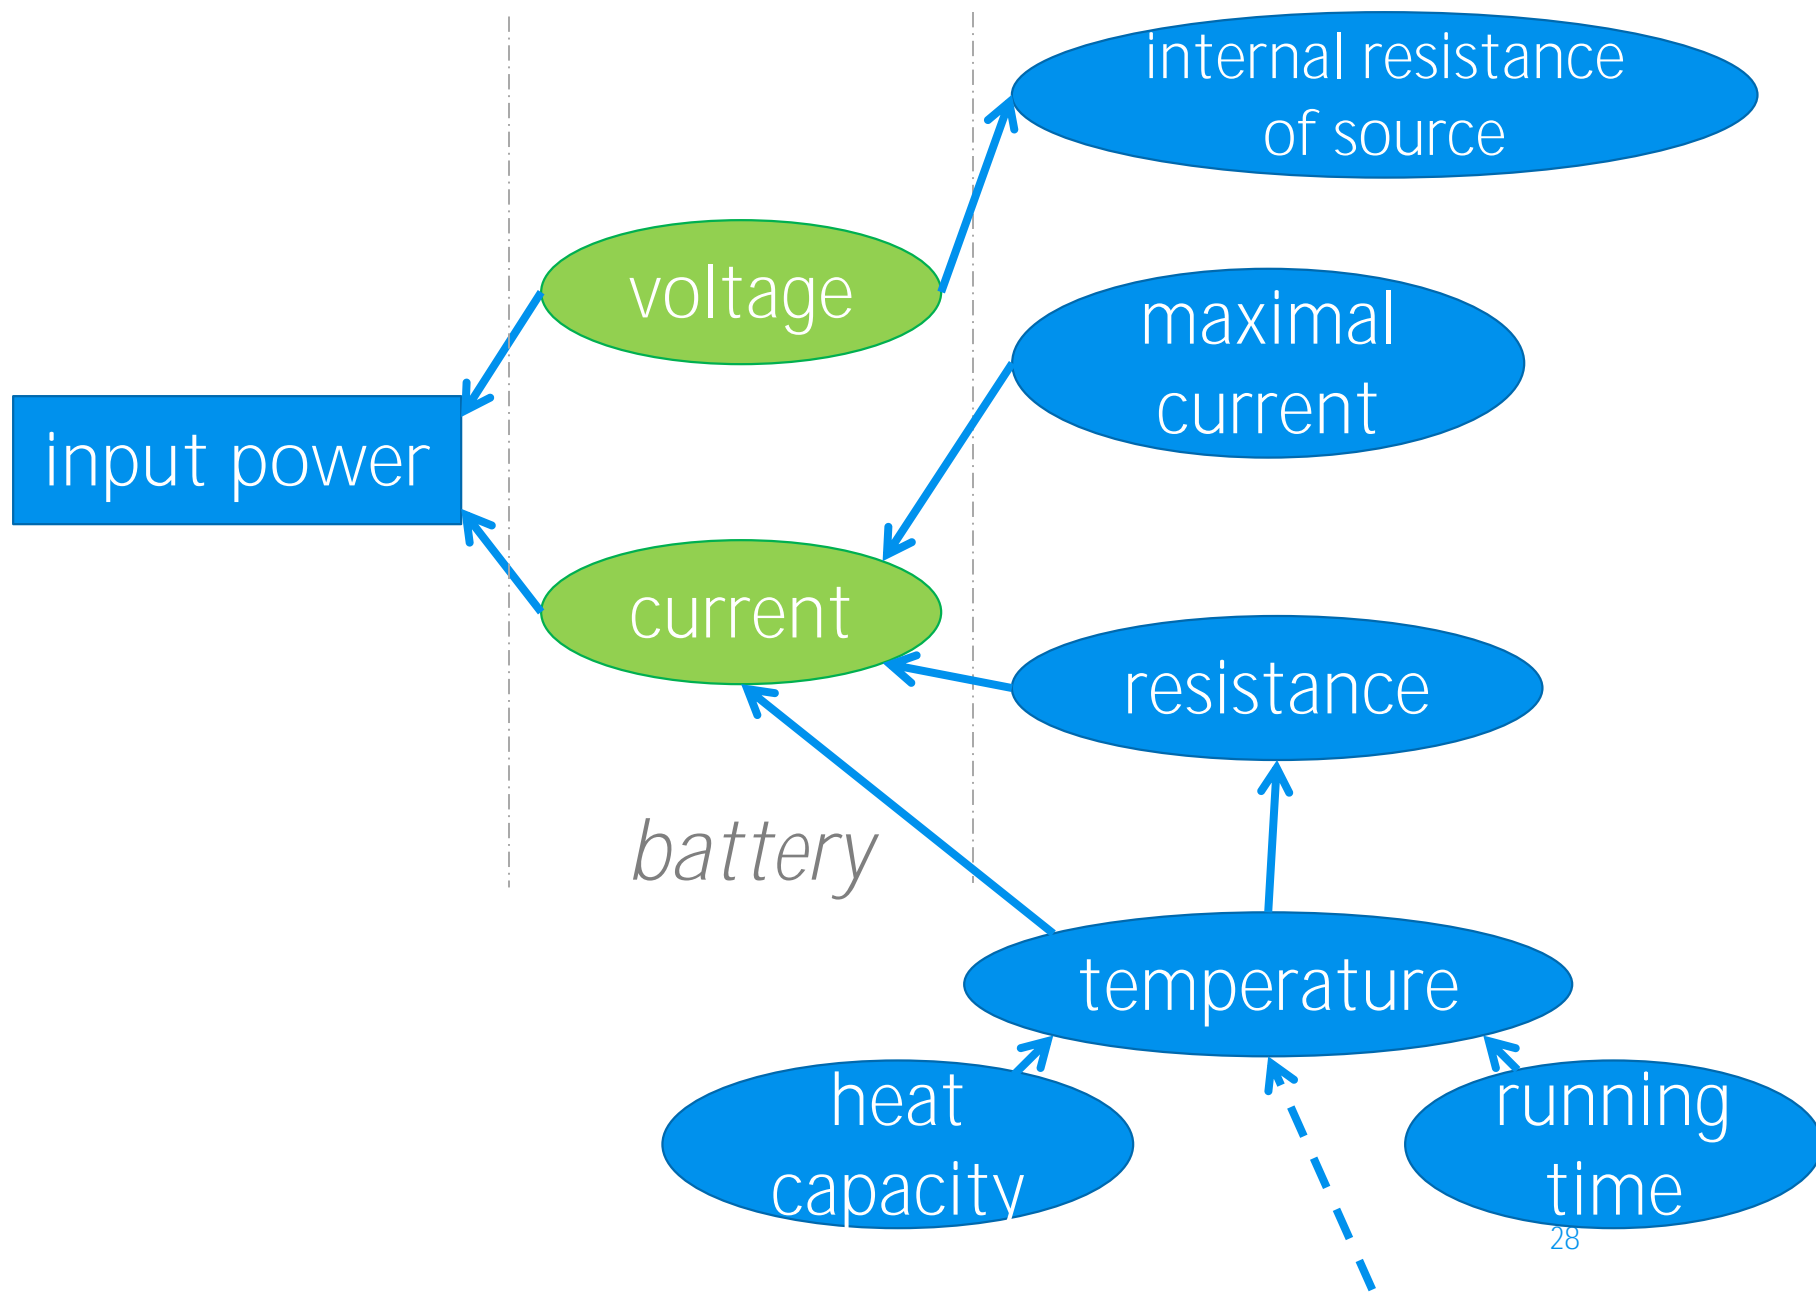 internal resistance
of source
voltage
maximal
current
input power
current
resistance
battery
temperature
heat
capacity
running
time
28